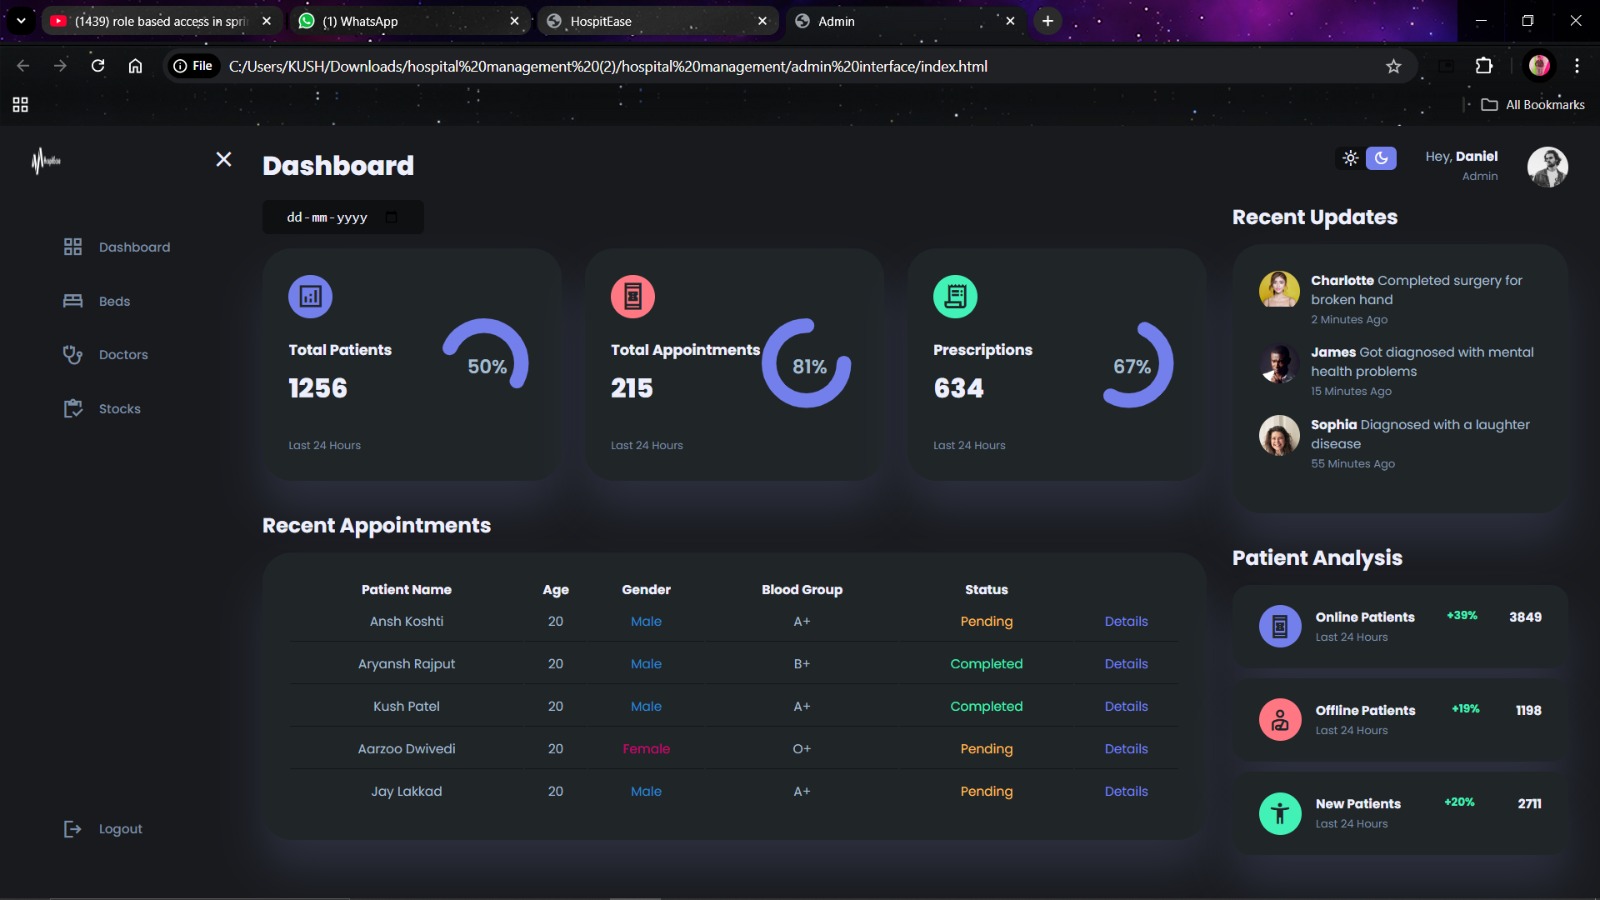 (1439) role based access in spri
(1) WhatsApp
HospitEase
Admin
File
C:/Users/KUSH/Downloads/hospital%20management%20(2)/hospital%20management/admin%20interface/index.html
All Bookmarks
Dashboard
Hey, Daniel
Admin
dd-mm-yyyy
Dashboard
Beds
Doctors
Stocks
Logout
Total Patients
1256
50%
Last 24 Hours
Total Appointments
215
81%
Last 24 Hours
Prescriptions
634
67%
Last 24 Hours
Recent Appointments
Patient Name Age Gender Blood Group Status
Ansh Koshti 20 Male A+ Pending Details
Aryansh Rajput 20 Male B+ Completed Details
Kush Patel 20 Male A+ Completed Details
Aarzoo Dwivedi 20 Female O+ Pending Details
Jay Lakkad 20 Male A+ Pending Details
Recent Updates
Charlotte Completed surgery for
broken hand
2 Minutes Ago
James Got diagnosed with mental
health problems
15 Minutes Ago
Sophia Diagnosed with a laughter
disease
55 Minutes Ago
Patient Analysis
Online Patients +39% 3849
Last 24 Hours
Offline Patients +19% 1198
Last 24 Hours
New Patients +20% 2711
Last 24 Hours